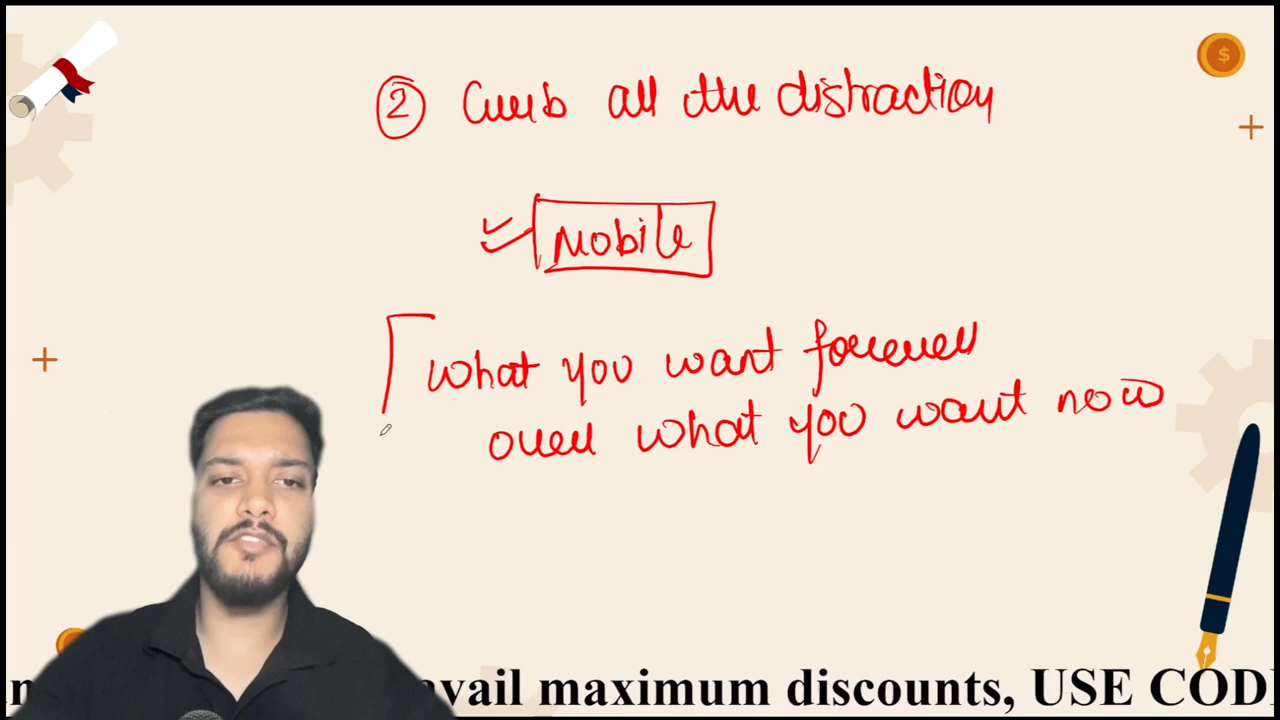 ② Curb all the distraction
Mobile
What you want forever
over what you want now
avail maximum discounts, USE COD
$